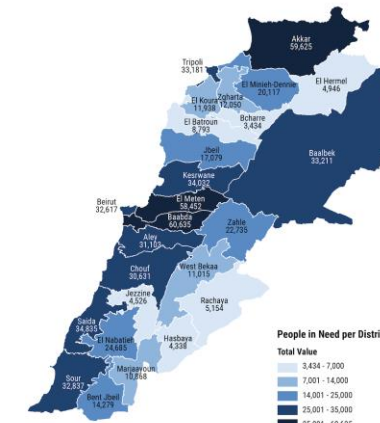 Akkar
59,625
Tripoli
33,181
El Minieh-Dennie
20,117
El Hermel
4,946
Zgharta
12,050
El Koura
11,938
Bcharre
3,434
El Batroun
8,793
Jbeil
17,079
Baalbek
33,211
Kesrwane
34,032
El Meten
58,452
Beirut
32,617
Baabda
60,635
Zahle
22,735
Aley
31,101
Chouf
30,631
West Bekaa
11,015
Jezzine
4,526
Rachaya
5,154
Saida
34,835
El Nabatieh
24,685
Hasbaya
4,338
Marjaayoun
10,868
Sour
32,837
Bent Jbeil
14,279
People in Need per Distri
Total Value
3,434 - 7,000
7,001 - 14,000
14,001 - 25,000
25,001 - 35,000